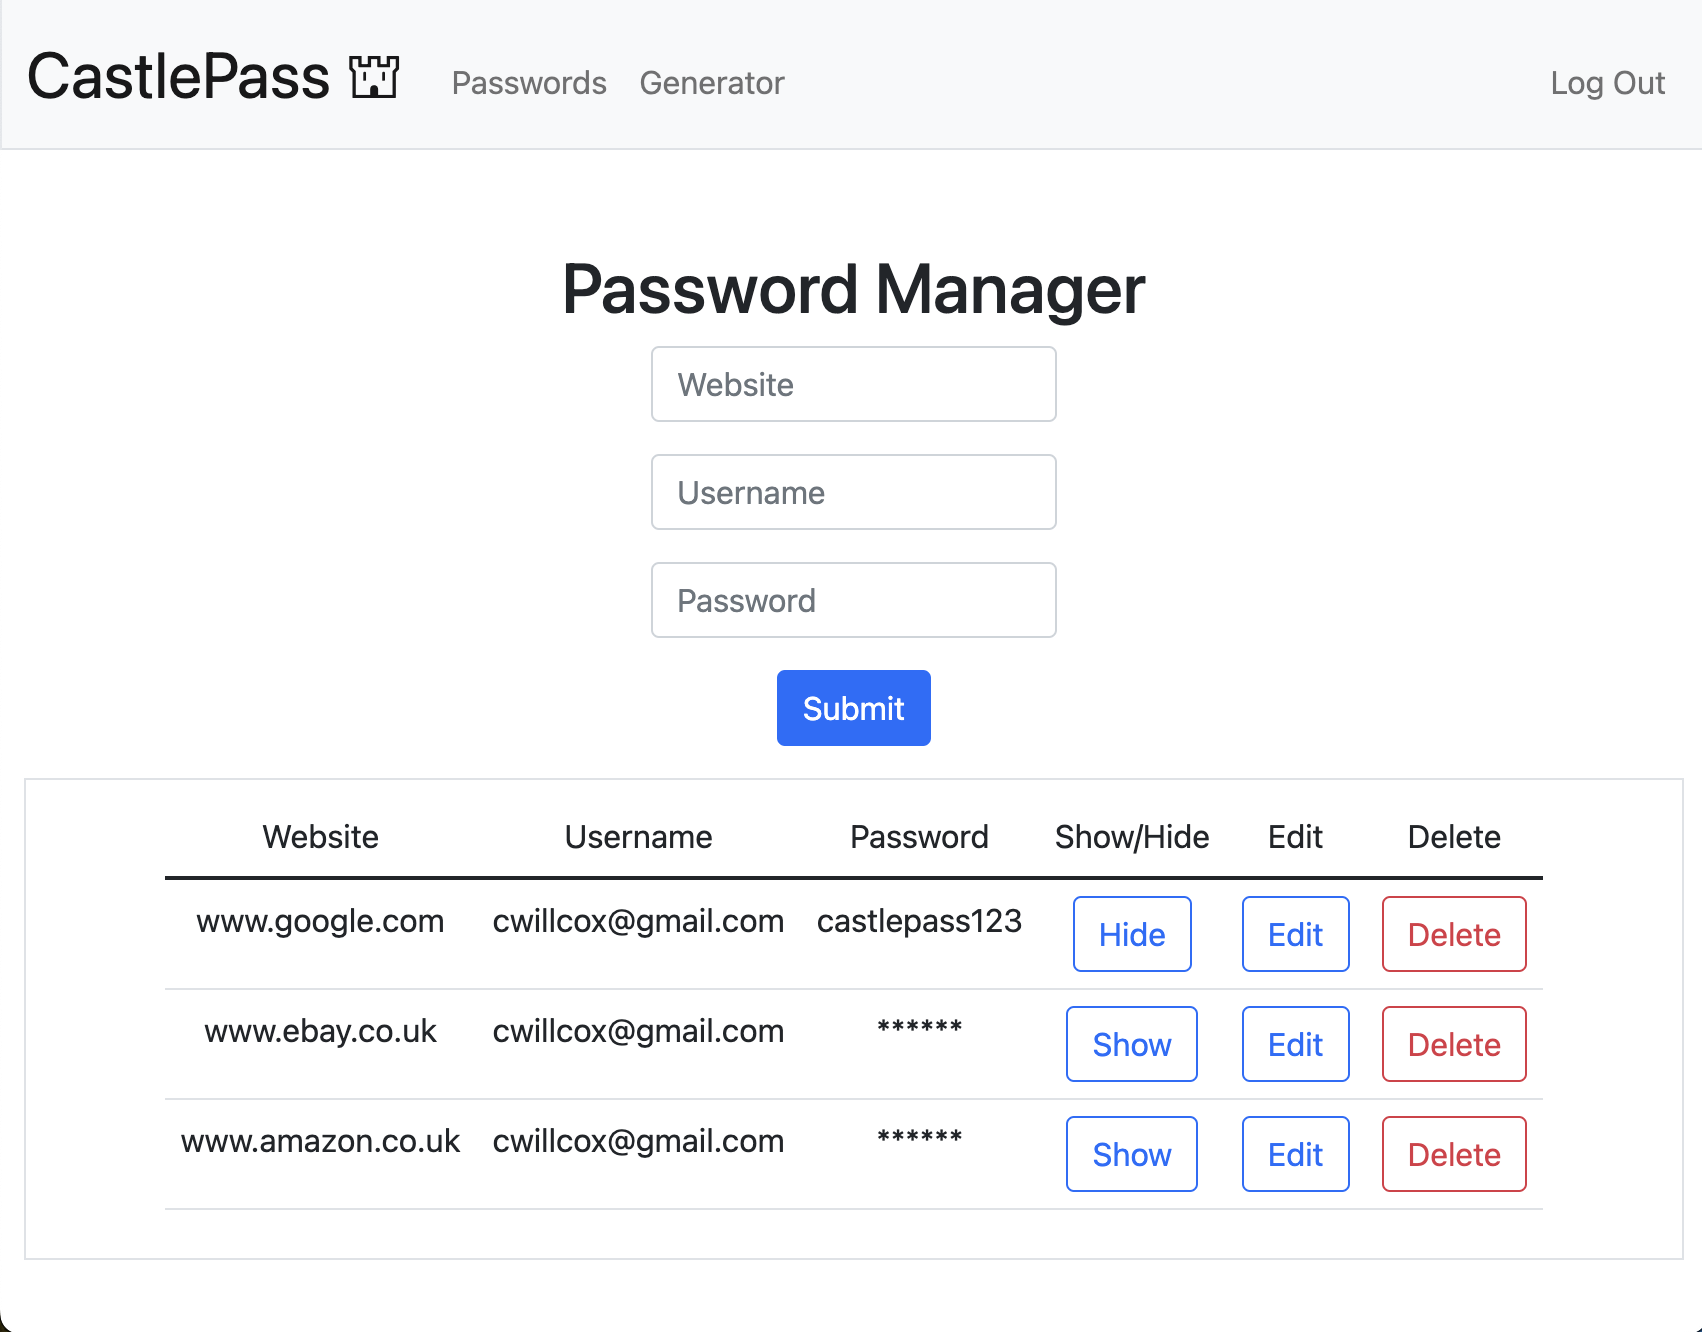 CastlePass Passwords Generator Log Out
Password Manager
Website
Username
Password
Submit
Website Username Password Show/Hide Edit Delete
www.google.com cwillcox@gmail.com castlepass123 Hide Edit Delete
www.ebay.co.uk cwillcox@gmail.com ****** Show Edit Delete
www.amazon.co.uk cwillcox@gmail.com ****** Show Edit Delete